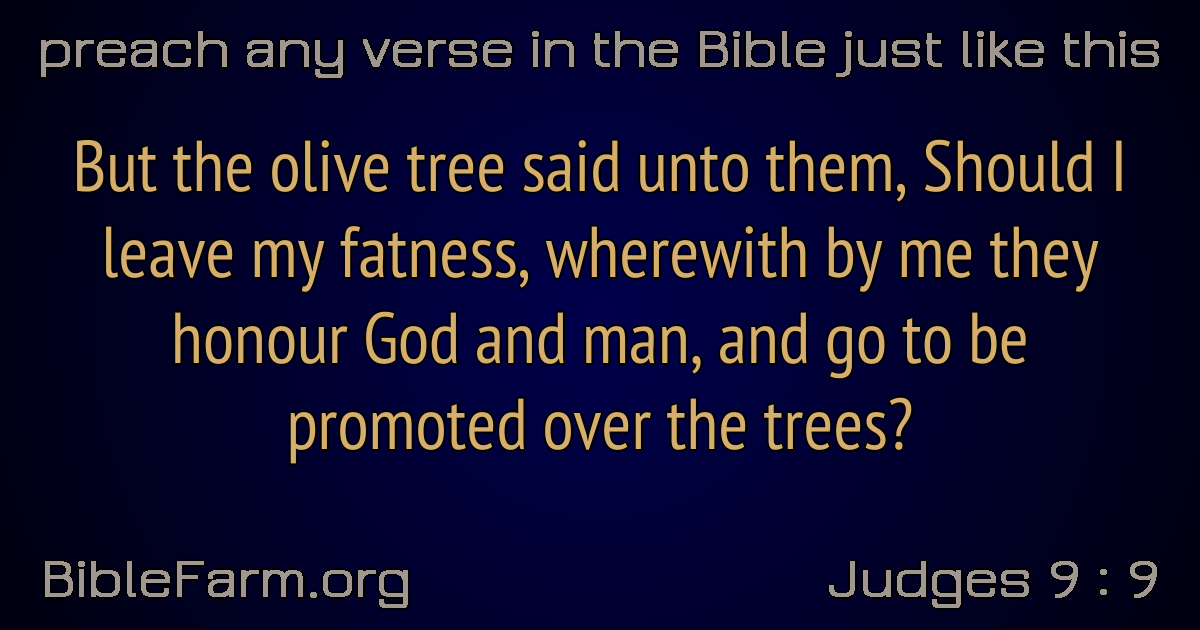 preach any verse in the Bible just like this
But the olive tree said unto them, Should I
leave my fatness, wherewith by me they
honour God and man, and go to be
promoted over the trees?
BibleFarm.org
Judges 9 : 9